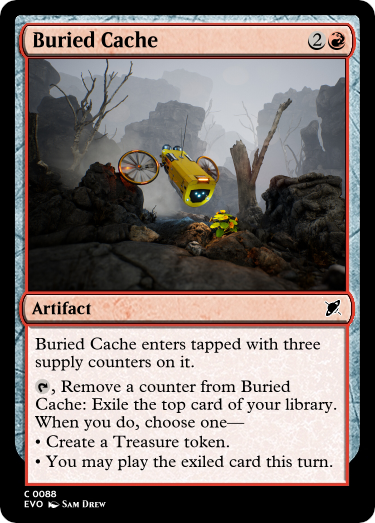 Buried Cache 2
Artifact
Buried Cache enters tapped with three
supply counters on it.
, Remove a counter from Buried
Cache: Exile the top card of your library.
When you do, choose one—
• Create a Treasure token.
• You may play the exiled card this turn.
C 0088
EVO Sam Drew